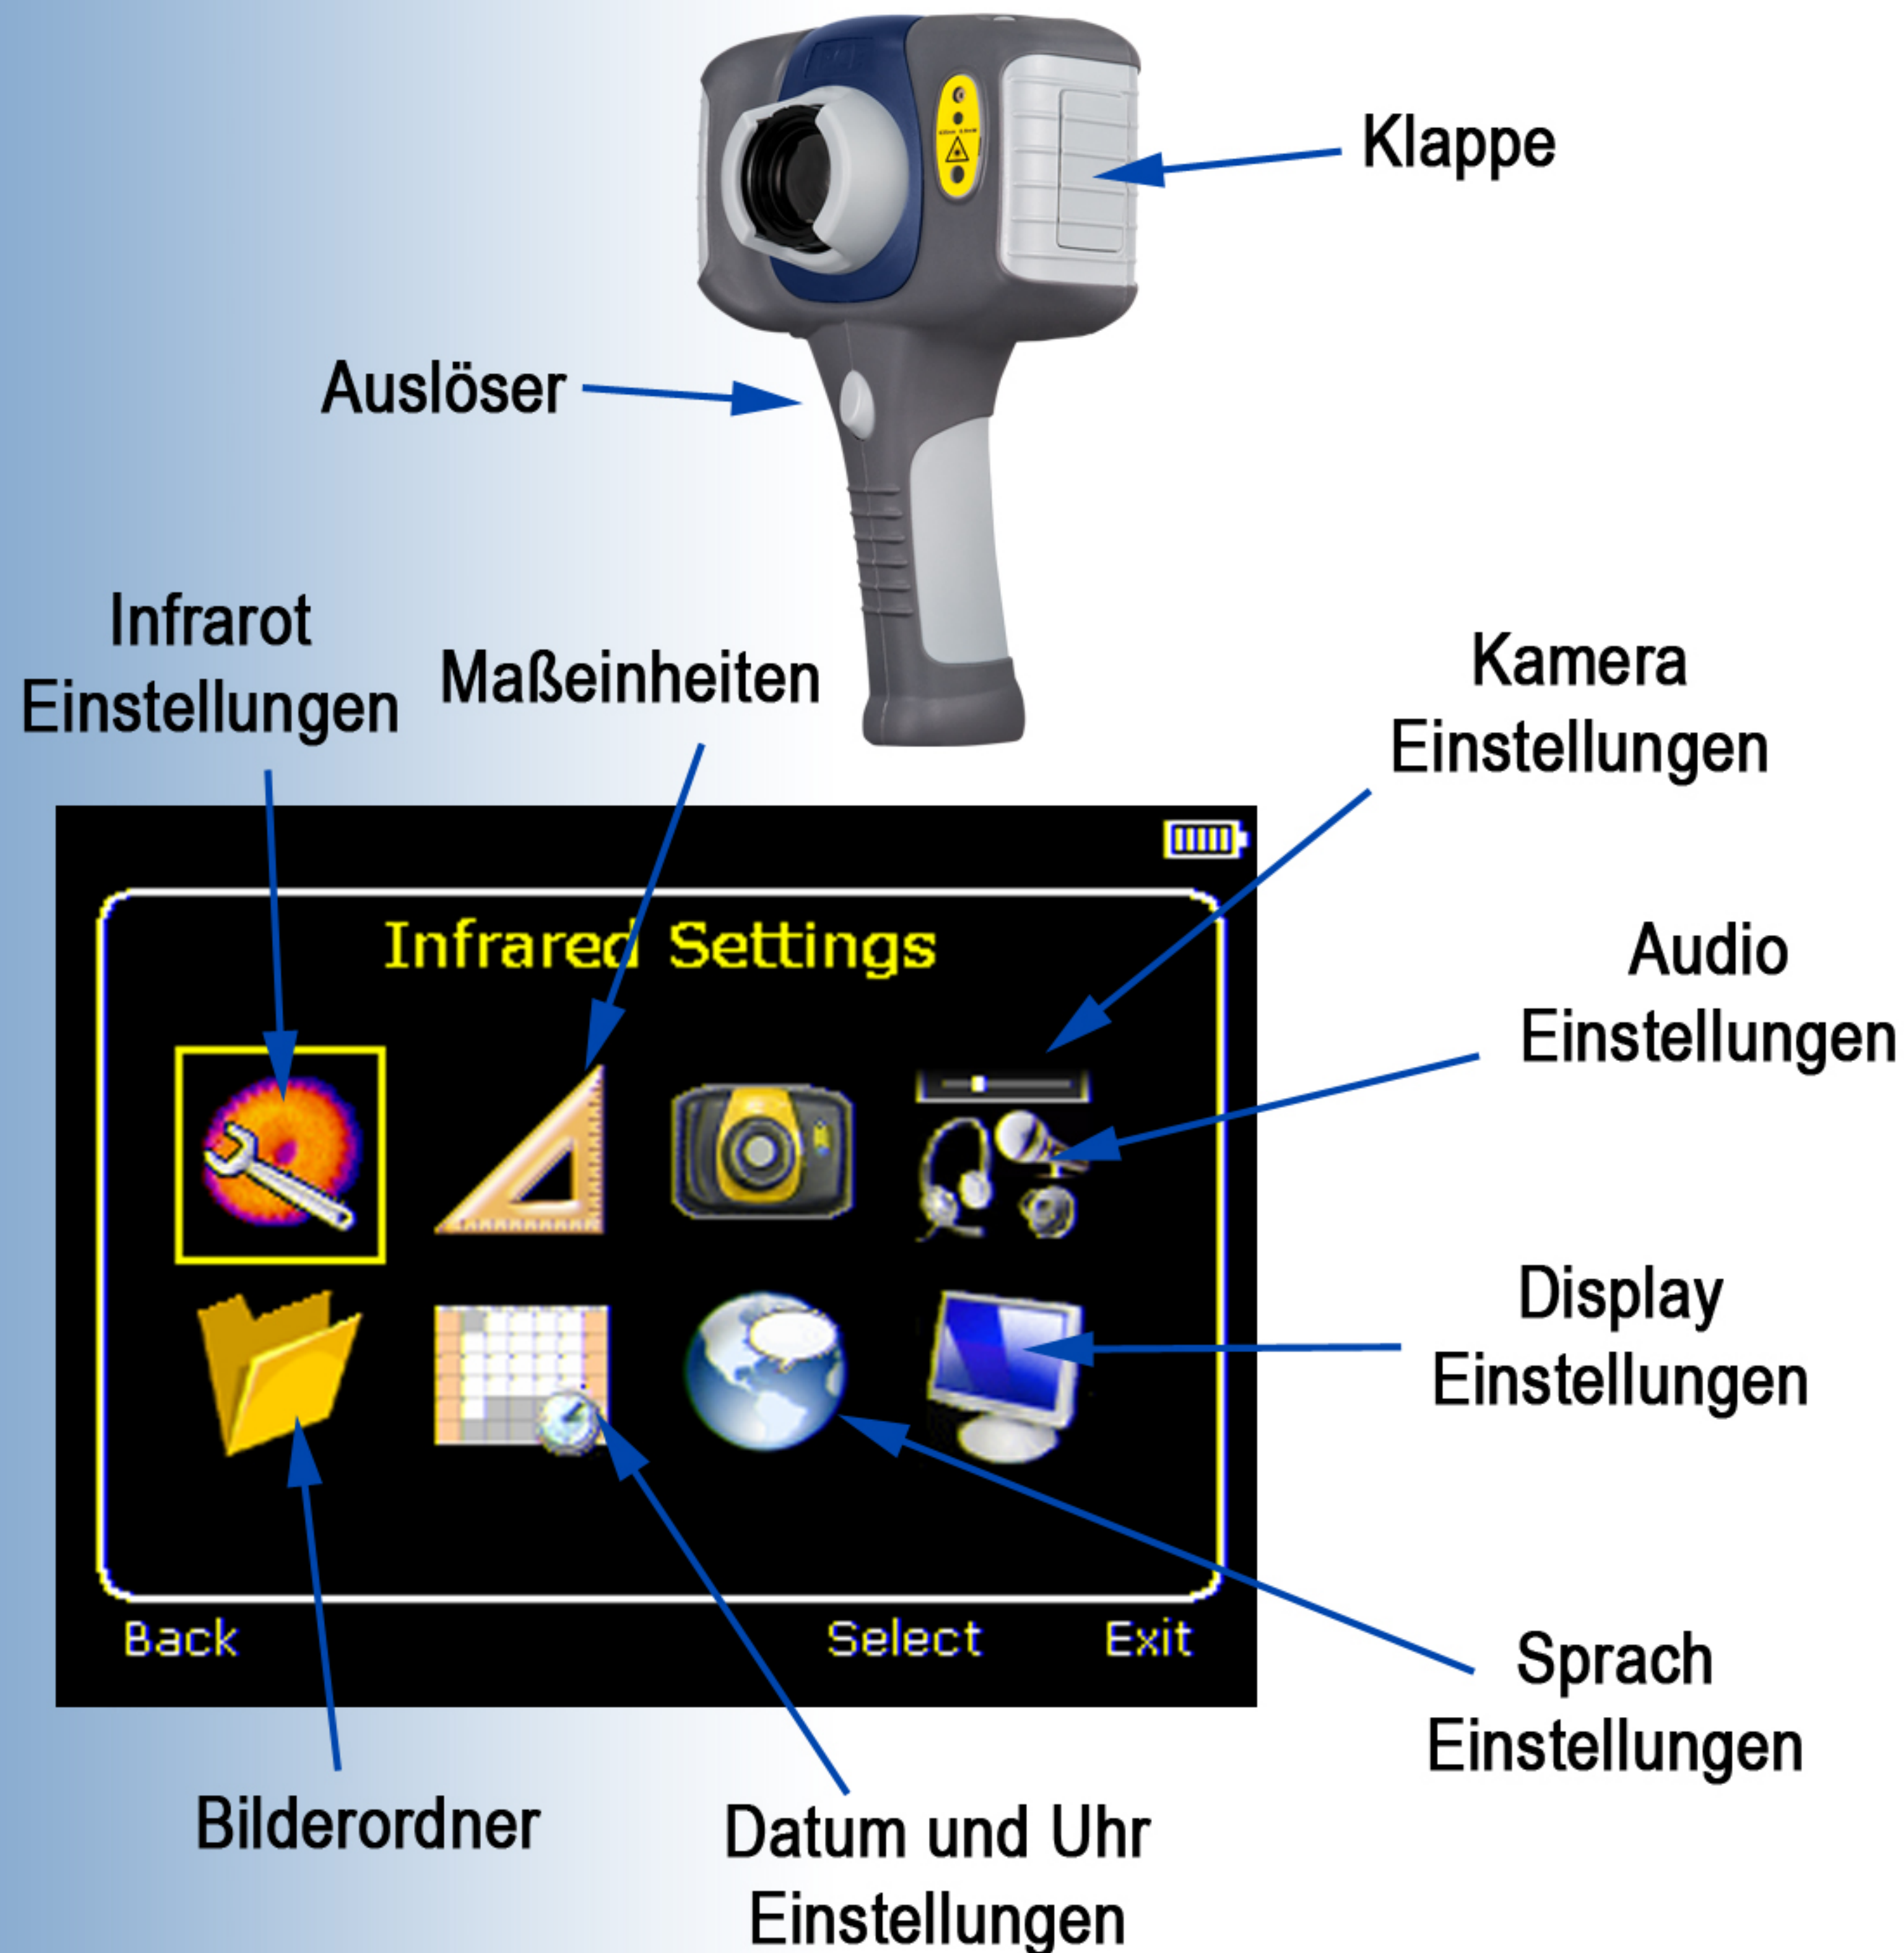 Klappe
Auslöser
Infrarot
Einstellungen
Maßeinheiten
Kamera
Einstellungen
Infrared Settings
Audio
Einstellungen
Display
Einstellungen
Back
Select
Exit
Sprach
Einstellungen
Bilderordner
Datum und Uhr
Einstellungen